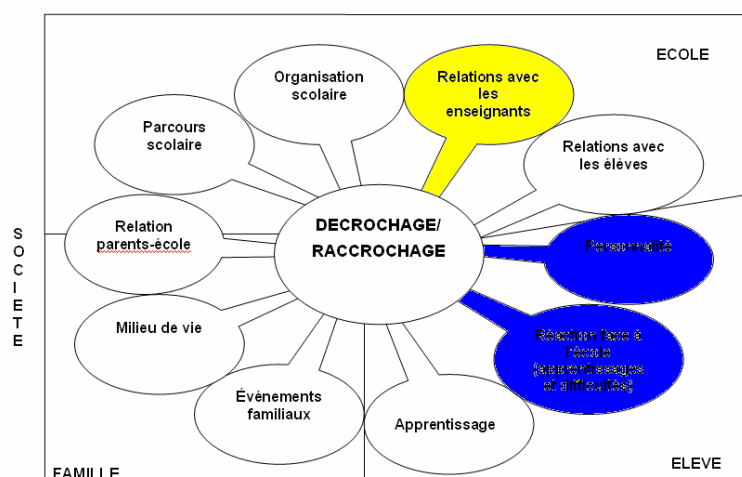 ECOLE
Organisation
scolaire
Relations avec
les
enseignants
Parcours
scolaire
Relations avec
les élèves
SOCIETE
Relation
parents-école
DECROCHAGE/
RACCROCHAGE
Personnalité
Milieu de vie
Réaction face à
l'école
(apprentissages
et difficultés)
Événements
familiaux
Apprentissage
FAMILLE
ELEVE